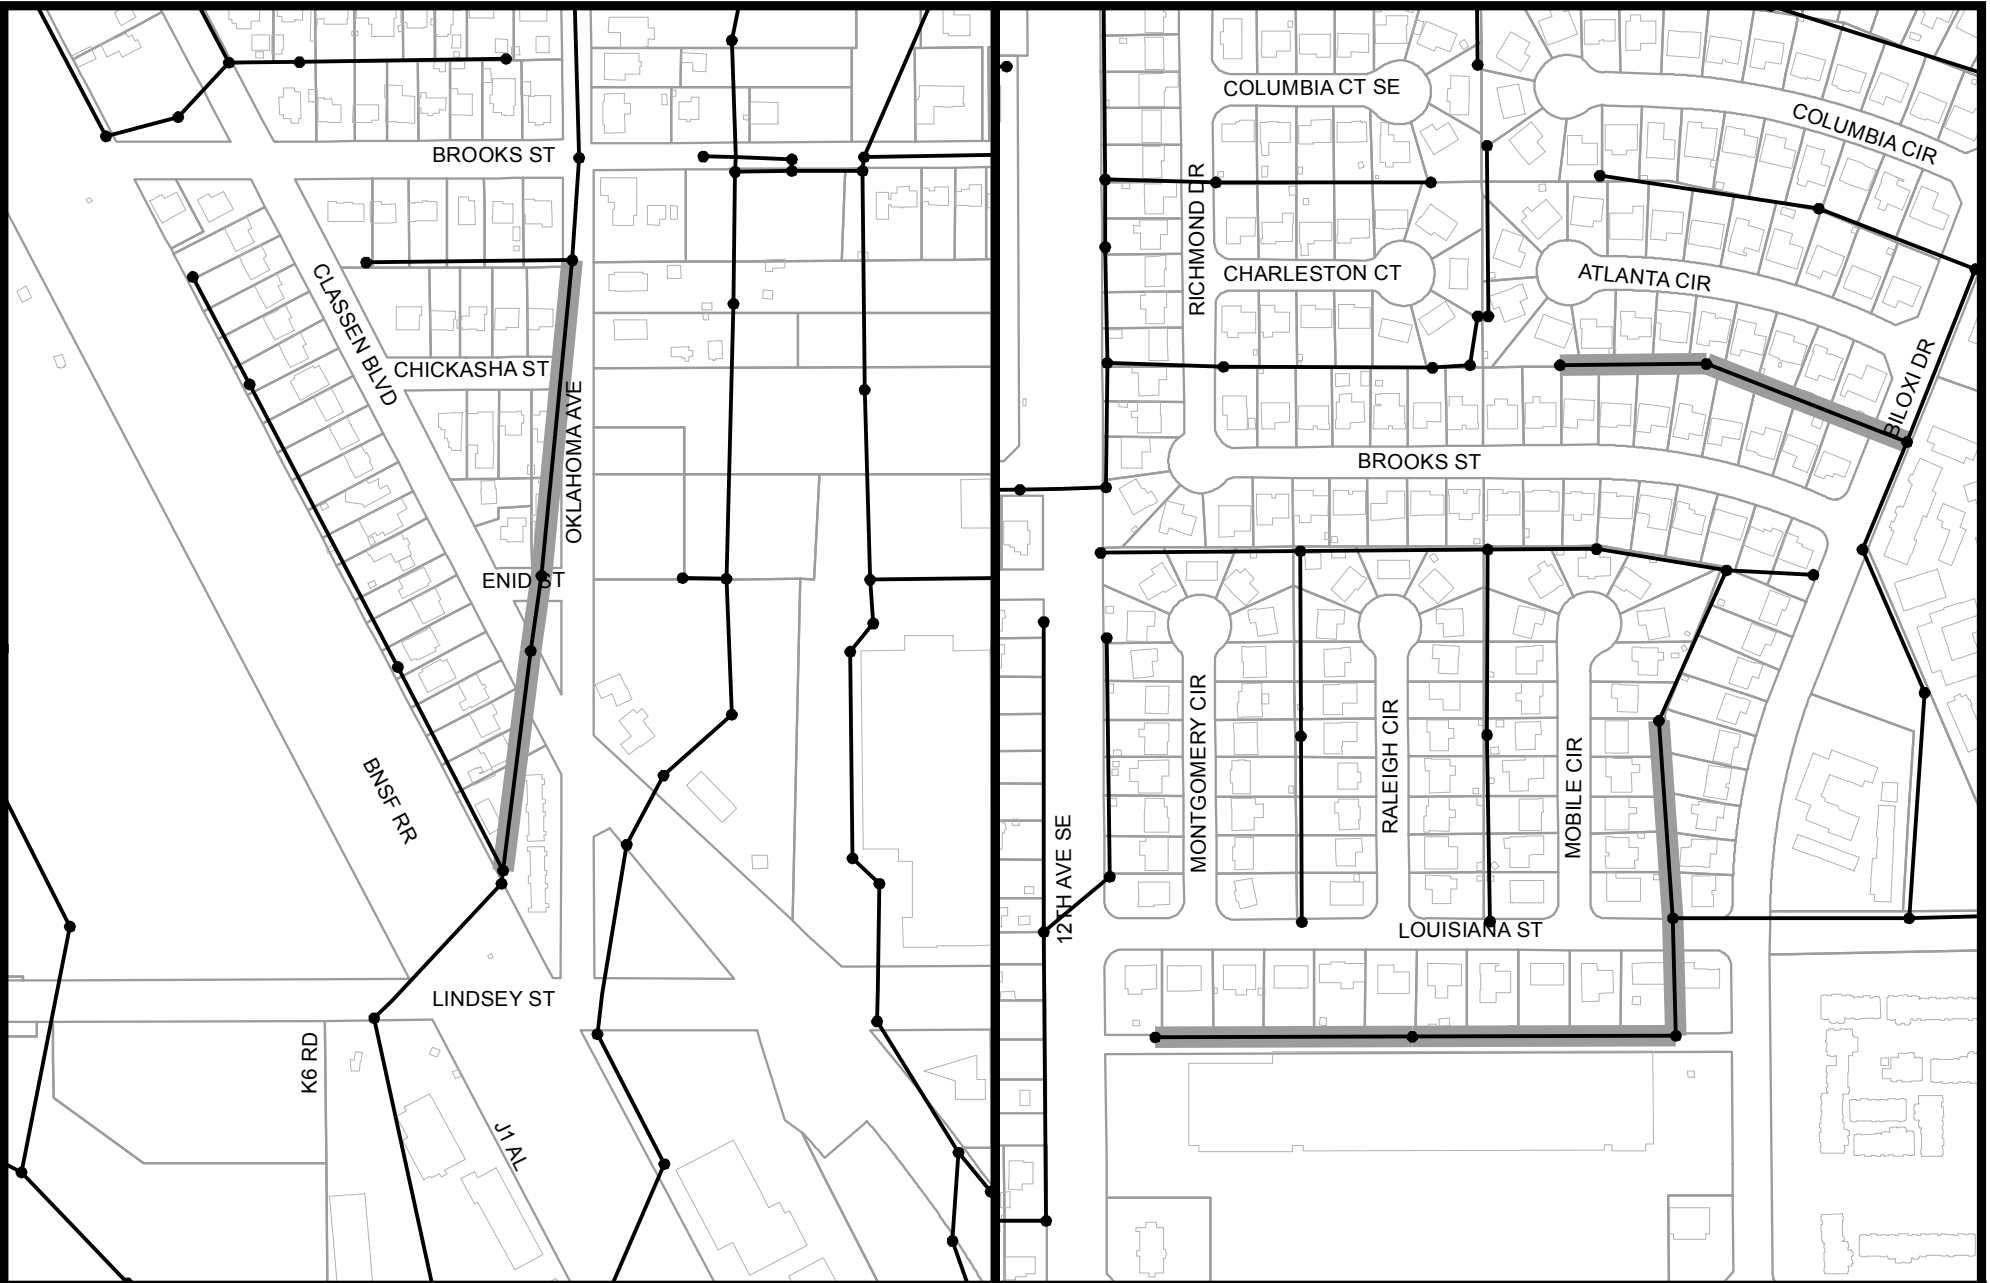 BROOKS ST
CLASSEN BLVD
CHICKASHA ST
OKLAHOMA AVE
ENID ST
BNSF RR
LINDSEY ST
K6 RD
J1 AL
COLUMBIA CT SE
COLUMBIA CIR
RICHMOND DR
CHARLESTON CT
ATLANTA CIR
BILOXI DR
BROOKS ST
MONTGOMERY CIR
RALEIGH CIR
MOBILE CIR
12TH AVE SE
LOUISIANA ST